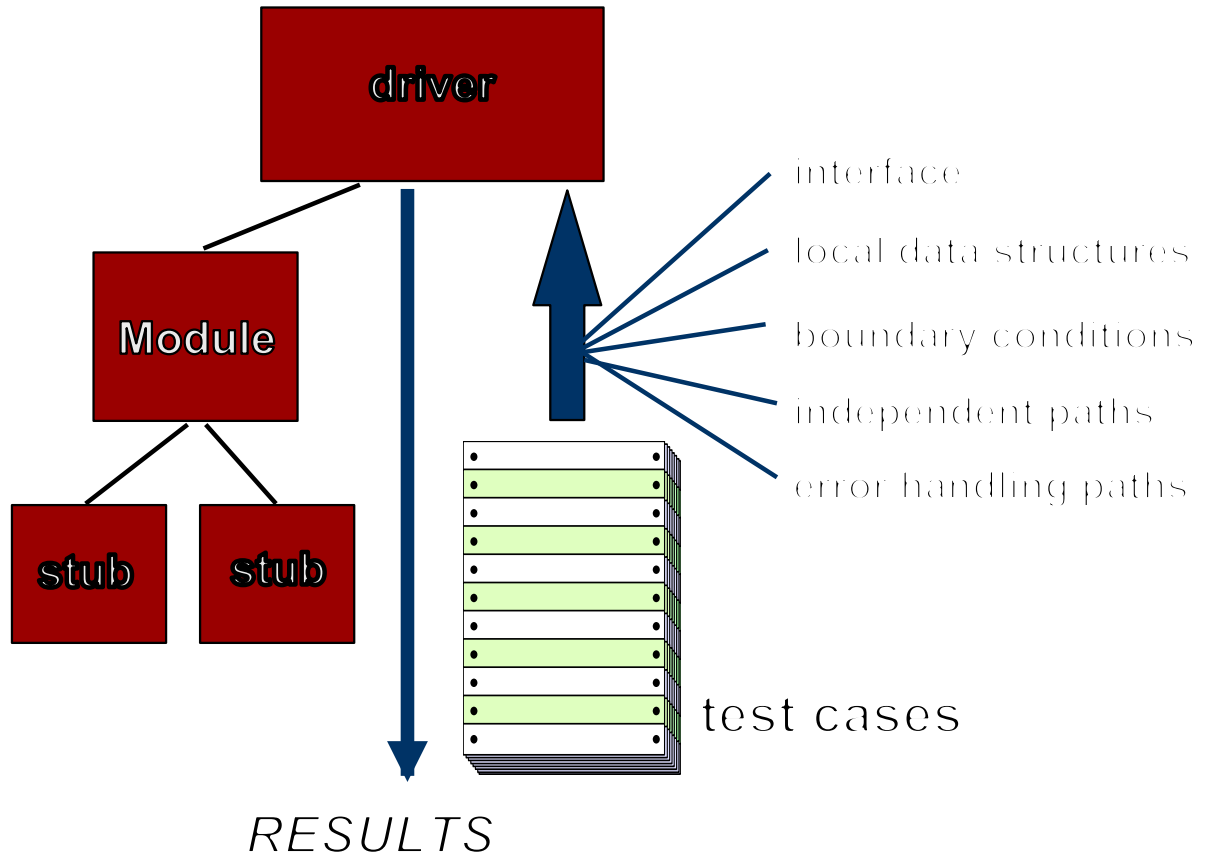 driver
interface
local data structures
Module
boundary conditions
independent paths
error handling paths
stub
stub
test cases
RESULTS